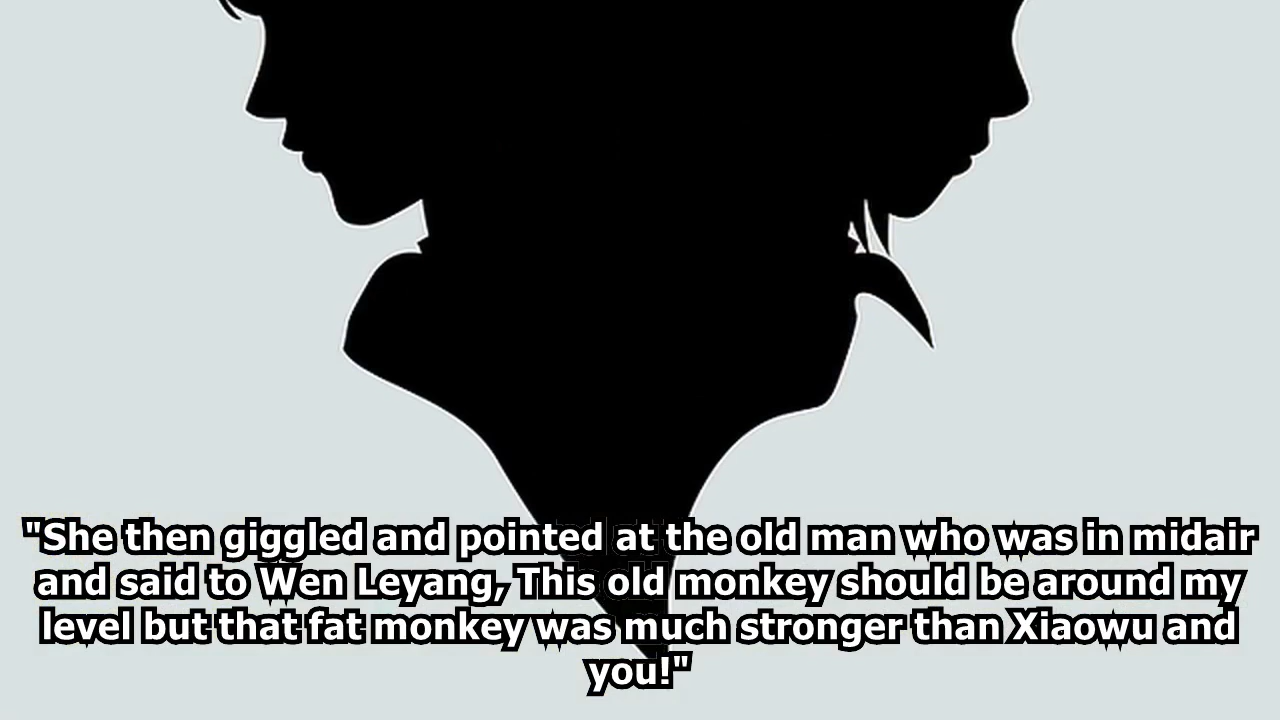 "She then giggled and pointed at the old man who was in midair
and said to Wen Leyang, This old monkey should be around my
level but that fat monkey was much stronger than Xiaowu and
you!"